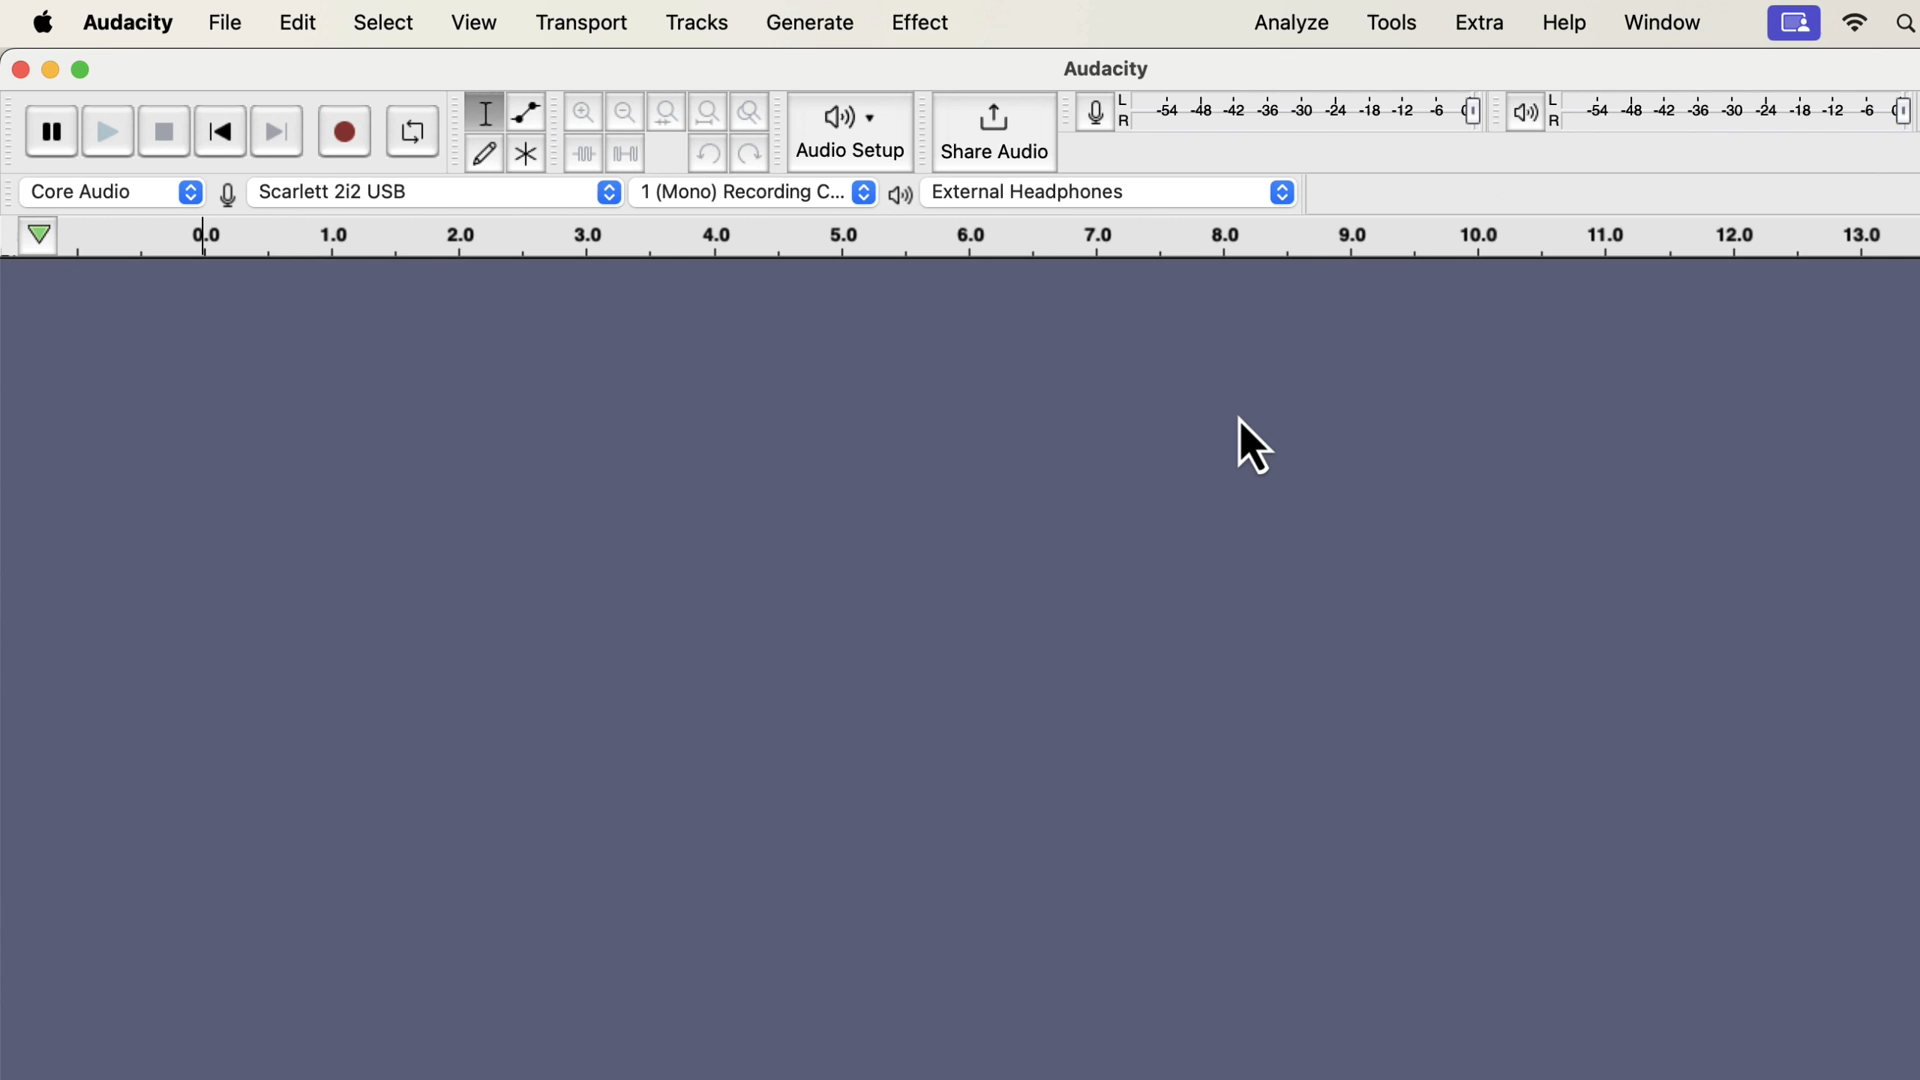 Audacity File Edit Select View Transport Tracks Generate Effect Analyze Tools Extra Help Window
Audacity
L -54 -48 -42 -36 -30 -24 -18 -12 -6 L -54 -48 -42 -36 -30 -24 -18 -12 -6
R R
Audio Setup Share Audio
Core Audio Scarlett 2i2 USB 1 (Mono) Recording C... External Headphones
0.0 1.0 2.0 3.0 4.0 5.0 6.0 7.0 8.0 9.0 10.0 11.0 12.0 13.0